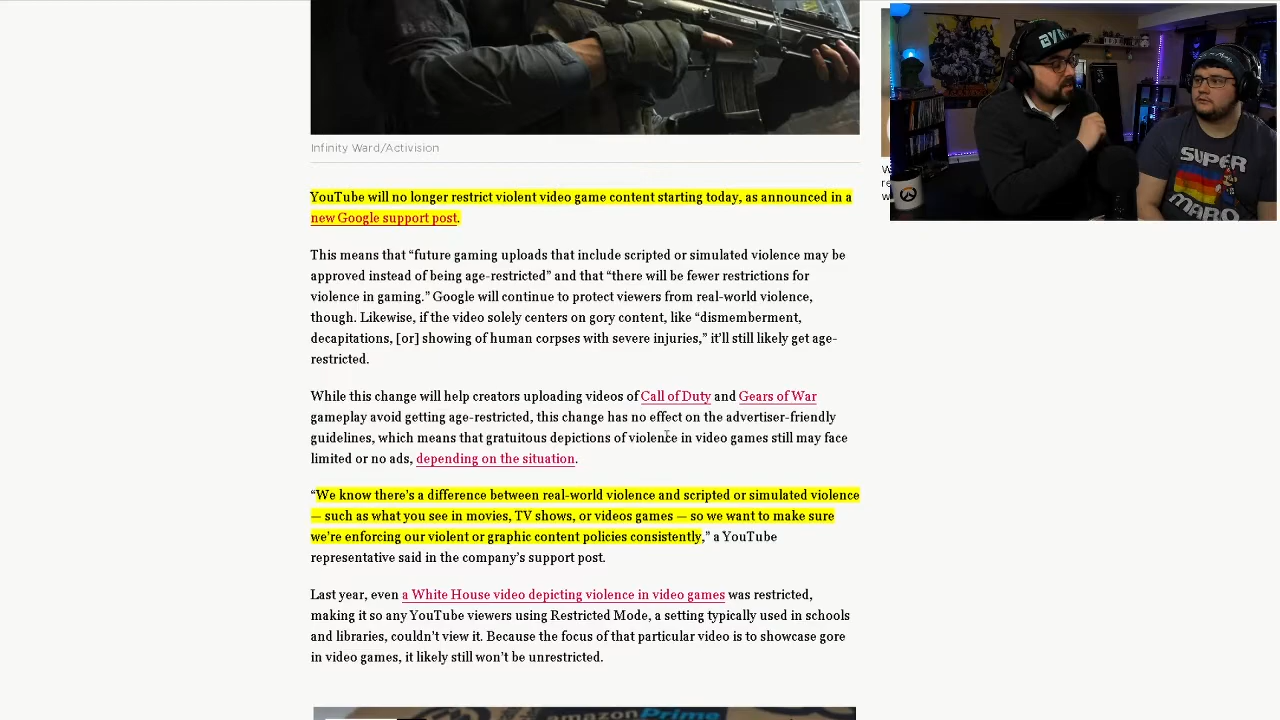 Infinity Ward/Activision
YouTube will no longer restrict violent video game content starting today, as announced in a
new Google support post.
This means that “future gaming uploads that include scripted or simulated violence may be
approved instead of being age-restricted” and that “there will be fewer restrictions for
violence in gaming.” Google will continue to protect viewers from real-world violence,
though. Likewise, if the video solely centers on gory content, like “dismemberment,
decapitations, [or] showing of human corpses with severe injuries,” it’ll still likely get age-
restricted.
While this change will help creators uploading videos of Call of Duty and Gears of War
gameplay avoid getting age-restricted, this change has no effect on the advertiser-friendly
guidelines, which means that gratuitous depictions of violence in video games still may face
limited or no ads, depending on the situation.
“We know there’s a difference between real-world violence and scripted or simulated violence
— such as what you see in movies, TV shows, or videos games — so we want to make sure
we’re enforcing our violent or graphic content policies consistently,” a YouTube
representative said in the company’s support post.
Last year, even a White House video depicting violence in video games was restricted,
making it so any YouTube viewers using Restricted Mode, a setting typically used in schools
and libraries, couldn’t view it. Because the focus of that particular video is to showcase gore
in video games, it likely still won’t be unrestricted.
amazonPrime
SUPER
MARO